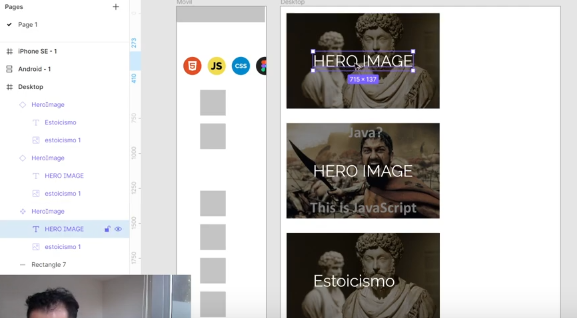 Pages
Page 1
iPhone SE - 1
Android - 1
Desktop
HeroImage
Estoicismo
estoicismo 1
HeroImage
HERO IMAGE
estoicismo 1
HeroImage
HERO IMAGE
estoicismo 1
Rectangle 7
273
410
750
1000
1250
1500
1750
Move
JS
CSS
Desktop
HERO IMAGE
715 × 137
Java?
HERO IMAGE
This is JavaScript
Estoicismo